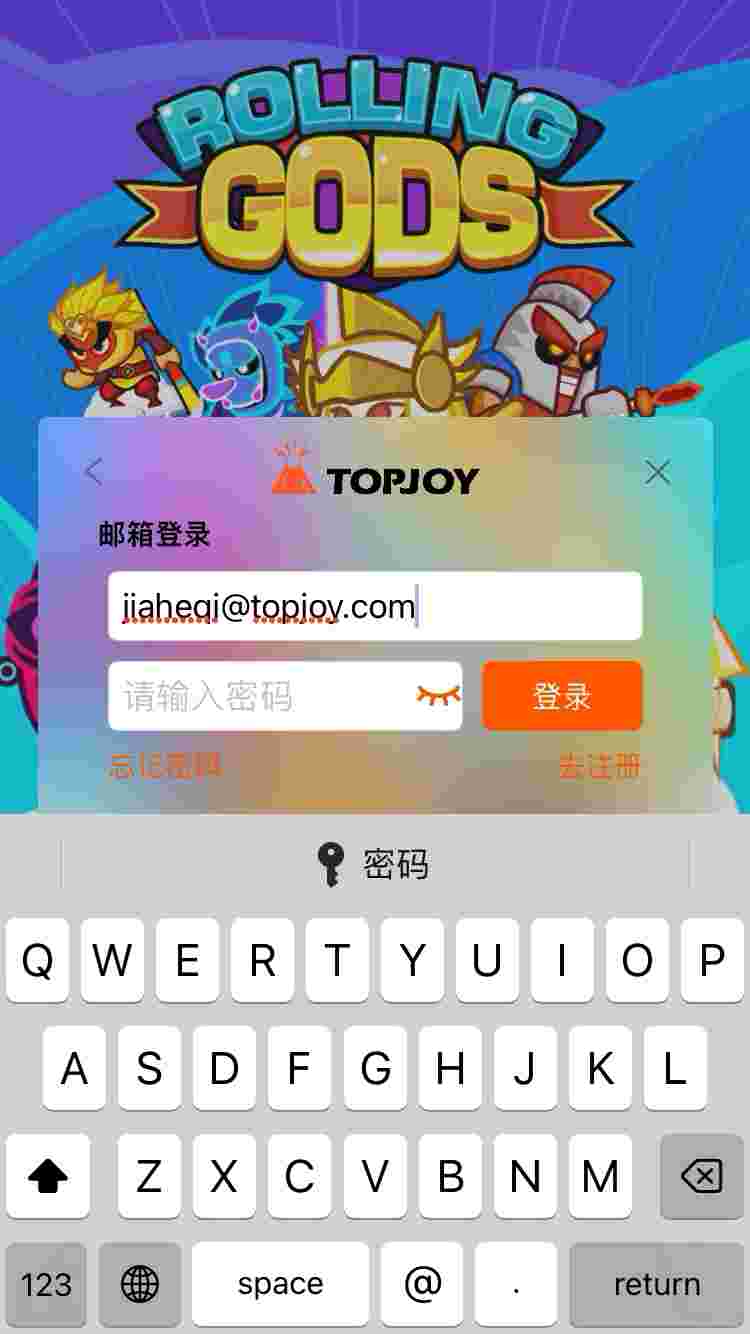 ROLLING
GODS
TOPJOY
邮箱登录
jiaheqi@topjoy.com
请输入密码
登录
忘记密码
去注册
密码
Q W E R T Y U I O P
A S D F G H J K L
Z X C V B N M
123 space @ . return